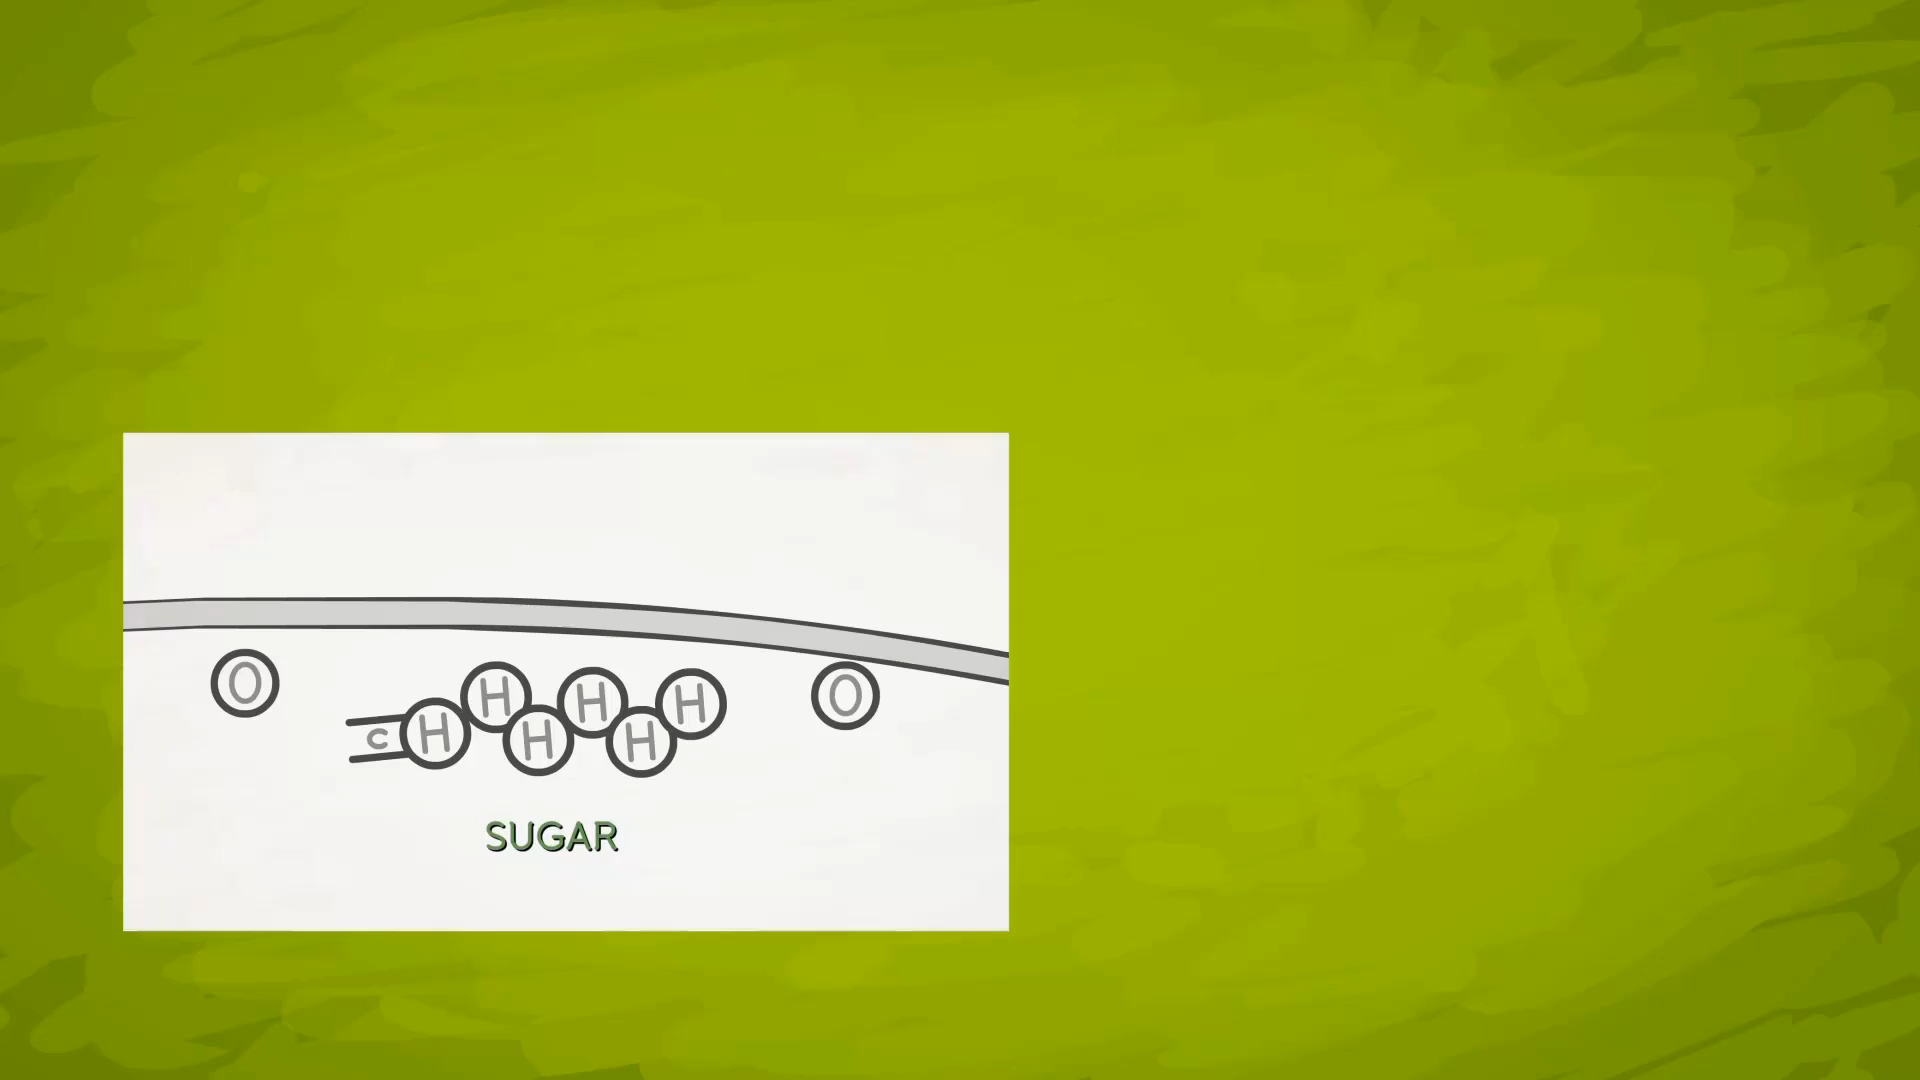 O
H H H
C H H H
O
SUGAR